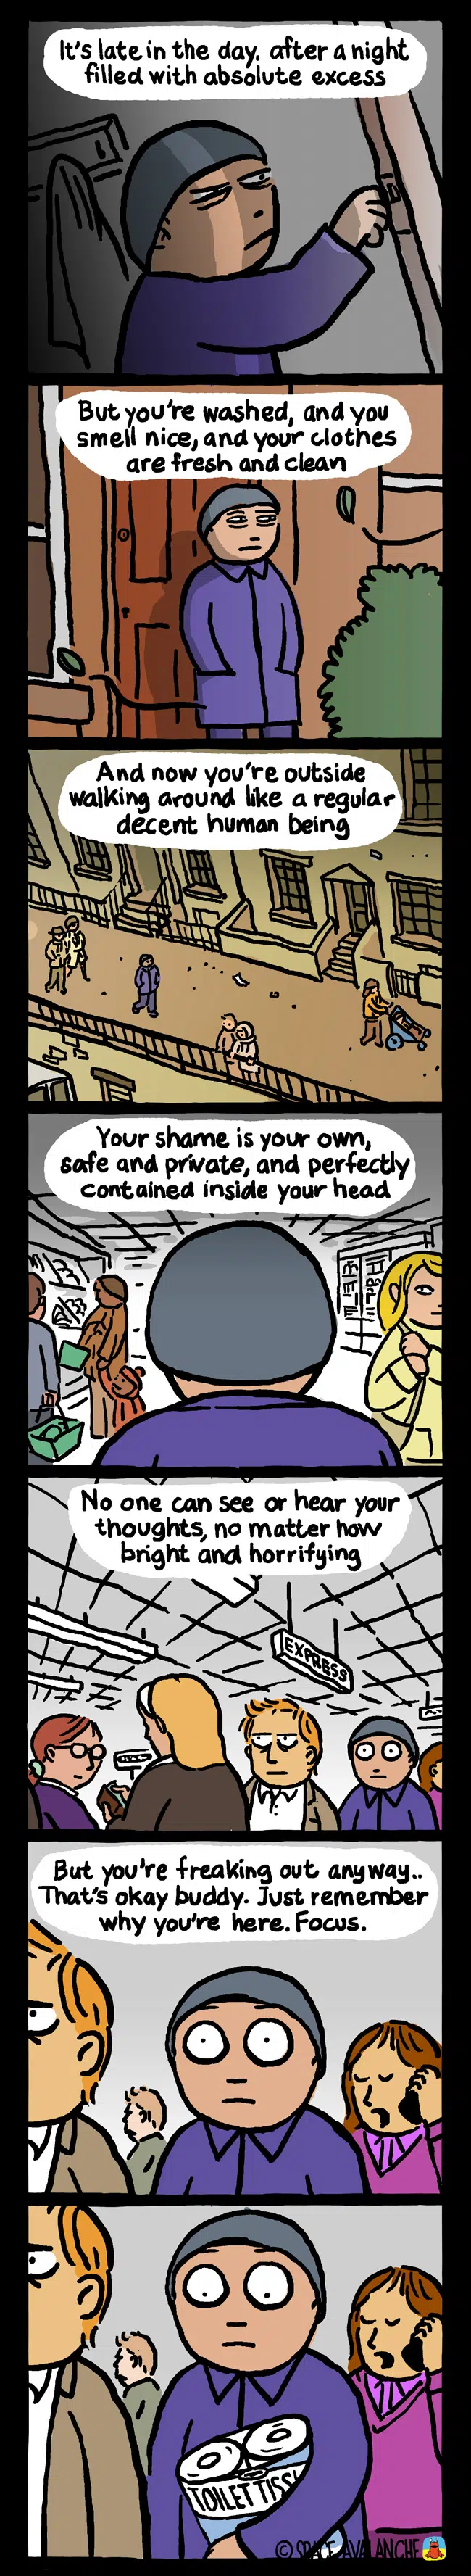 It's late in the day. after a night
filled with absolute excess
But you're washed, and you
smell nice, and your clothes
are fresh and clean
And now you're outside
walking around like a regular
decent human being
Your shame is your own,
safe and private, and perfectly
contained inside your head
No one can see or hear your
thoughts, no matter how
bright and horrifying
EXPRESS
But you're freaking out anyway..
That's okay buddy. Just remember
why you're here. Focus.
TOILET TISS
© SPACE AVALANCHE